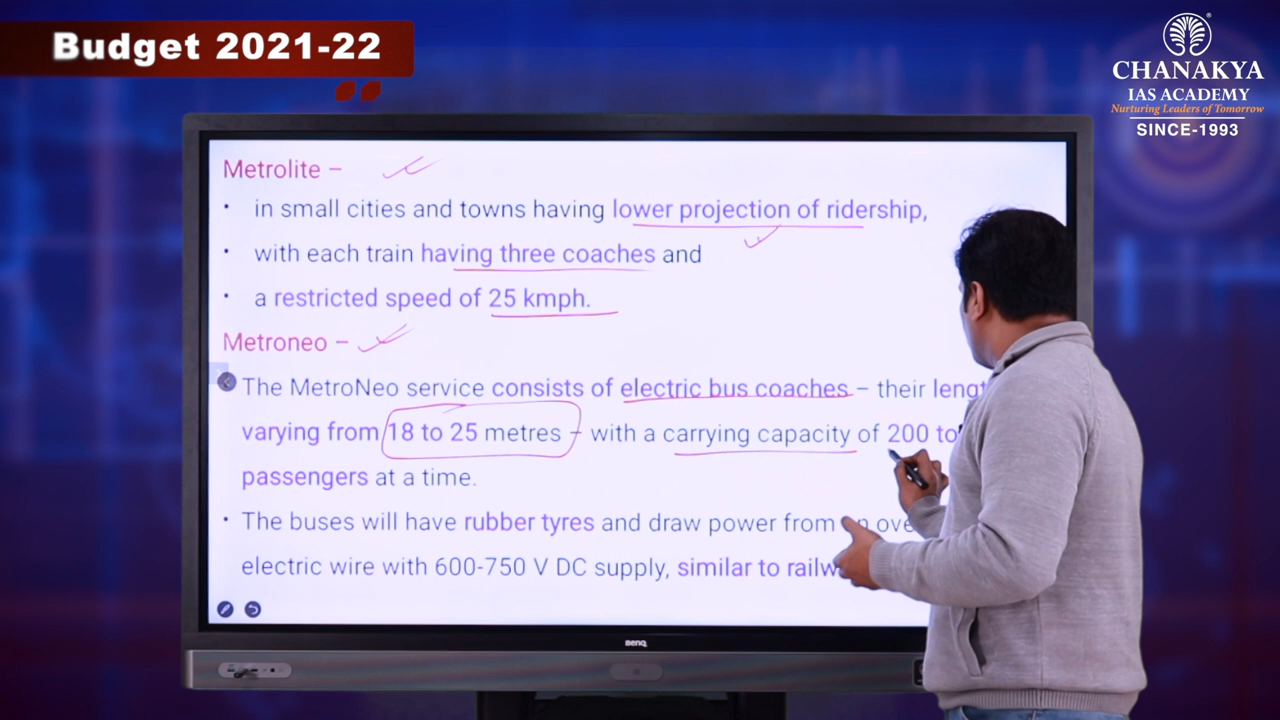 Budget 2021-22
CHANAKYA
IAS ACADEMY
Nurturing Leaders of Tomorrow
SINCE-1993
Metrolite –
• in small cities and towns having lower projection of ridership,
• with each train having three coaches and
• a restricted speed of 25 kmph.
Metroneo –
The MetroNeo service consists of electric bus coaches – their
varying from 18 to 25 metres – with a carrying capacity of 200 to
passengers at a time.
• The buses will have rubber tyres and draw power from
electric wire with 600-750 V DC supply, similar to
BenQ